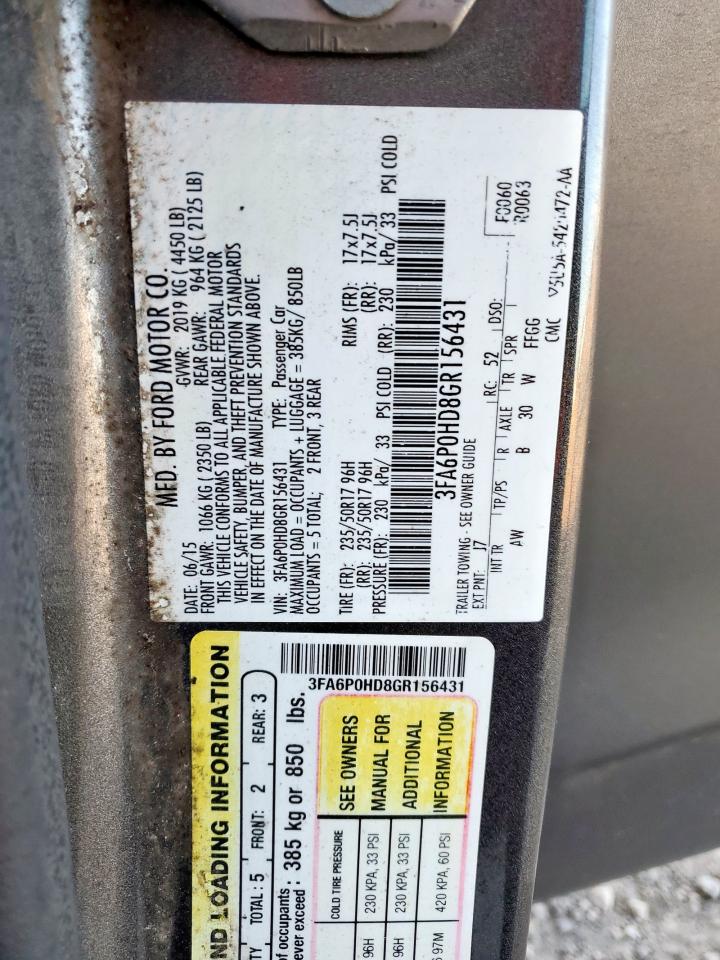 MFD. BY FORD MOTOR CO.
DATE: 06/15 GVWR: 2019 KG ( 4450 LB)
FRONT GAWR: 1066 KG ( 2350 LB) REAR GAWR: 964 KG ( 2125 LB)
THIS VEHICLE CONFORMS TO ALL APPLICABLE FEDERAL MOTOR
VEHICLE SAFETY, BUMPER, AND THEFT PREVENTION STANDARDS
IN EFFECT ON THE DATE OF MANUFACTURE SHOWN ABOVE.
VIN: 3FA6P0HD8GR156431 TYPE: Passenger Car
MAXIMUM LOAD = OCCUPANTS + LUGGAGE = 385KG/ 850LB
OCCUPANTS = 5 TOTAL; 2 FRONT, 3 REAR
TIRE (FR): 235/50R17 96H RIMS (FR): 17x7.5J
(RR): 235/50R17 96H (RR): 17x7.5J
PRESSURE (FR): 230 kPa/ 33 PSI COLD (RR): 230 kPa/ 33 PSI COLD
3FA6P0HD8GR156431
TRAILER TOWING - SEE OWNER GUIDE F0060
EXT PNT: J7 RC: 52 DSO: R0063
INT TR TP/PS R AXLE TR SPR
AW B 30 W FFGG
CMC
3FA6P0HD8GR156431
ND LOADING INFORMATION
TY TOTAL : 5 FRONT: 2 REAR: 3
of occupants :
ever exceed : 385 kg or 850 lbs.
COLD TIRE PRESSURE SEE OWNERS
96H 230 KPA, 33 PSI MANUAL FOR
96H 230 KPA, 33 PSI ADDITIONAL
97M 420 KPA, 60 PSI INFORMATION